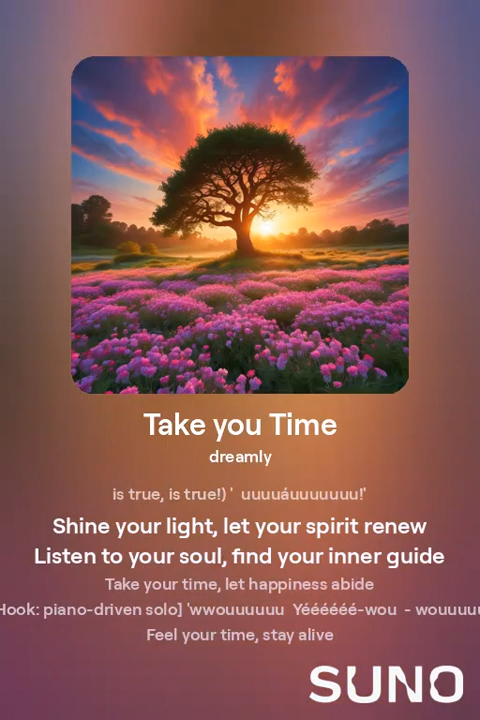 Take you Time
dreamly
is true, is true!) ' uuuuáuuuuuuu!'
Shine your light, let your spirit renew
Listen to your soul, find your inner guide
Take your time, let happiness abide
Hook: piano-driven solo] 'wwouuuuuu Yéééééé-wou - wouuuuu
Feel your time, stay alive
SUNO